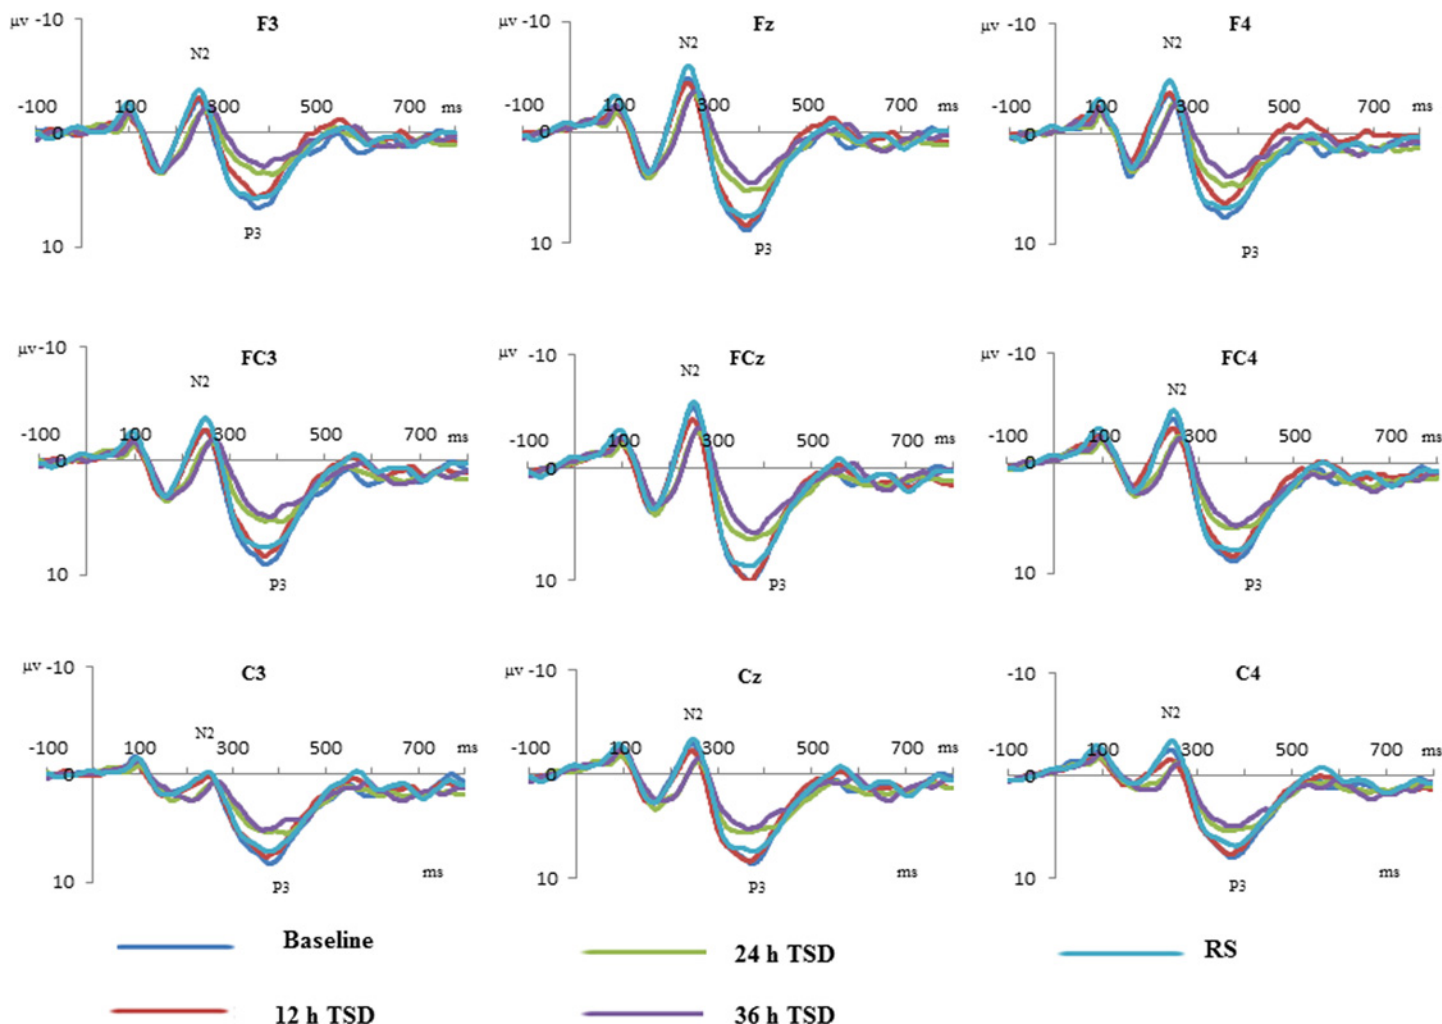 μv -10 F3
N2
-100 100 300 500 700 ms
0
10 P3
-10 Fz
μv N2
-100 100 300 500 700 ms
0
10 P3
-10 F4
μv N2
-100 100 300 500 700 ms
0
10 P3
μv -10 FC3
N2
-100 100 300 500 700 ms
0
10 P3
μv -10 FCz
N2
-100 100 300 500 700 ms
0
10 P3
μv -10 FC4
N2
-100 100 300 500 700 ms
0
10 P3
μv -10 C3
N2
-100 100 300 500 700 ms
0
ms
10 P3
μv -10 Cz
N2
-100 100 300 500 700 ms
0
ms
10 P3
-10 C4
N2
-100 100 300 500 700 ms
0
ms
10 P3
Baseline
24 h TSD
RS
12 h TSD
36 h TSD